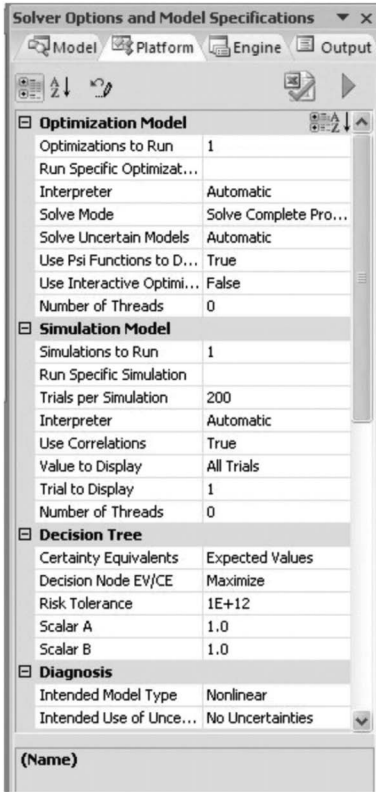 Solver Options and Model Specifications
Model Platform Engine Output
Optimization Model
Optimizations to Run 1
Run Specific Optimizat...
Interpreter Automatic
Solve Mode Solve Complete Pro...
Solve Uncertain Models Automatic
Use Psi Functions to D... True
Use Interactive Optimi... False
Number of Threads 0
Simulation Model
Simulations to Run 1
Run Specific Simulation
Trials per Simulation 200
Interpreter Automatic
Use Correlations True
Value to Display All Trials
Trial to Display 1
Number of Threads 0
Decision Tree
Certainty Equivalents Expected Values
Decision Node EV/CE Maximize
Risk Tolerance 1E+12
Scalar A 1.0
Scalar B 1.0
Diagnosis
Intended Model Type Nonlinear
Intended Use of Unce... No Uncertainties
(Name)